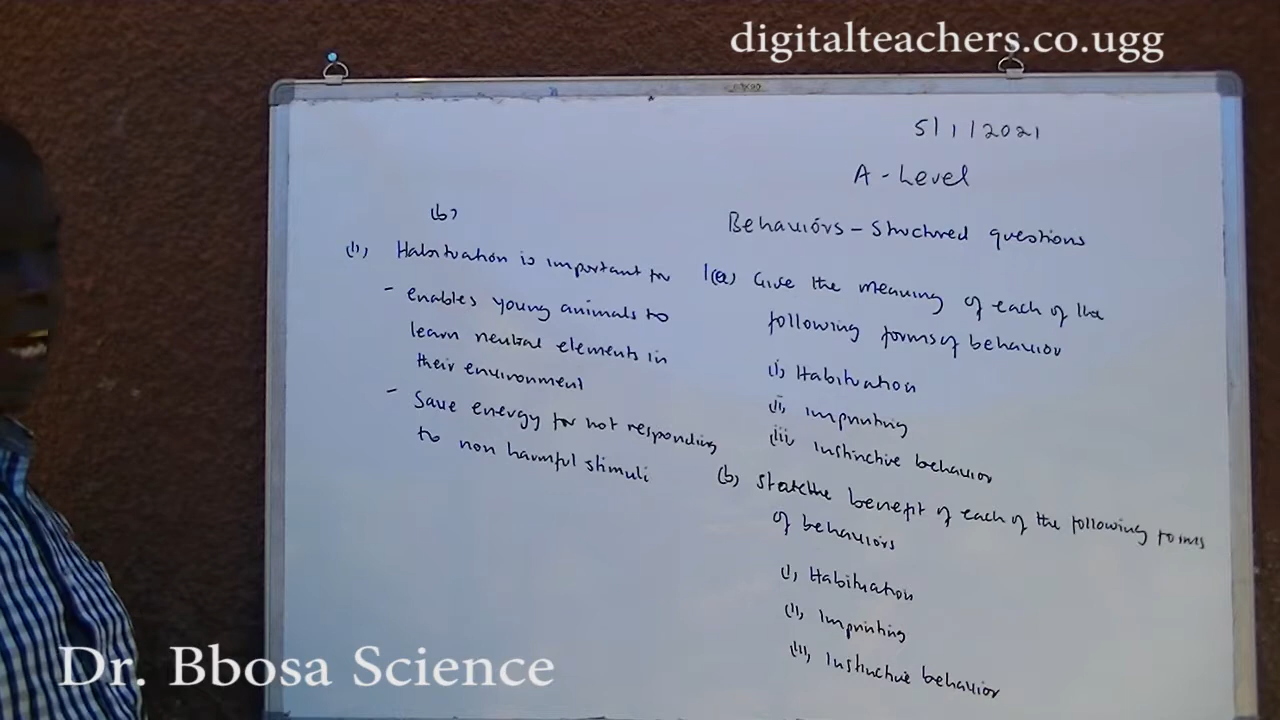 digitalteachers.co.ugg
5/1/2021
A-Level
Behaviors - Structured questions
1(a) Give the meaning of each of the
following forms of behavior
(i) Habituation
(ii) imprinting
(iii) instinctive behavior
(b) State the benefit of each of the following forms
of behaviors
(i) Habituation
(ii) Imprinting
(iii) Instinctive behavior
(b)
(i) Habituation is important for
- enables young animals to
learn neutral elements in
their environment
- Save energy for not responding
to non harmful stimuli
Dr. Bbosa Science